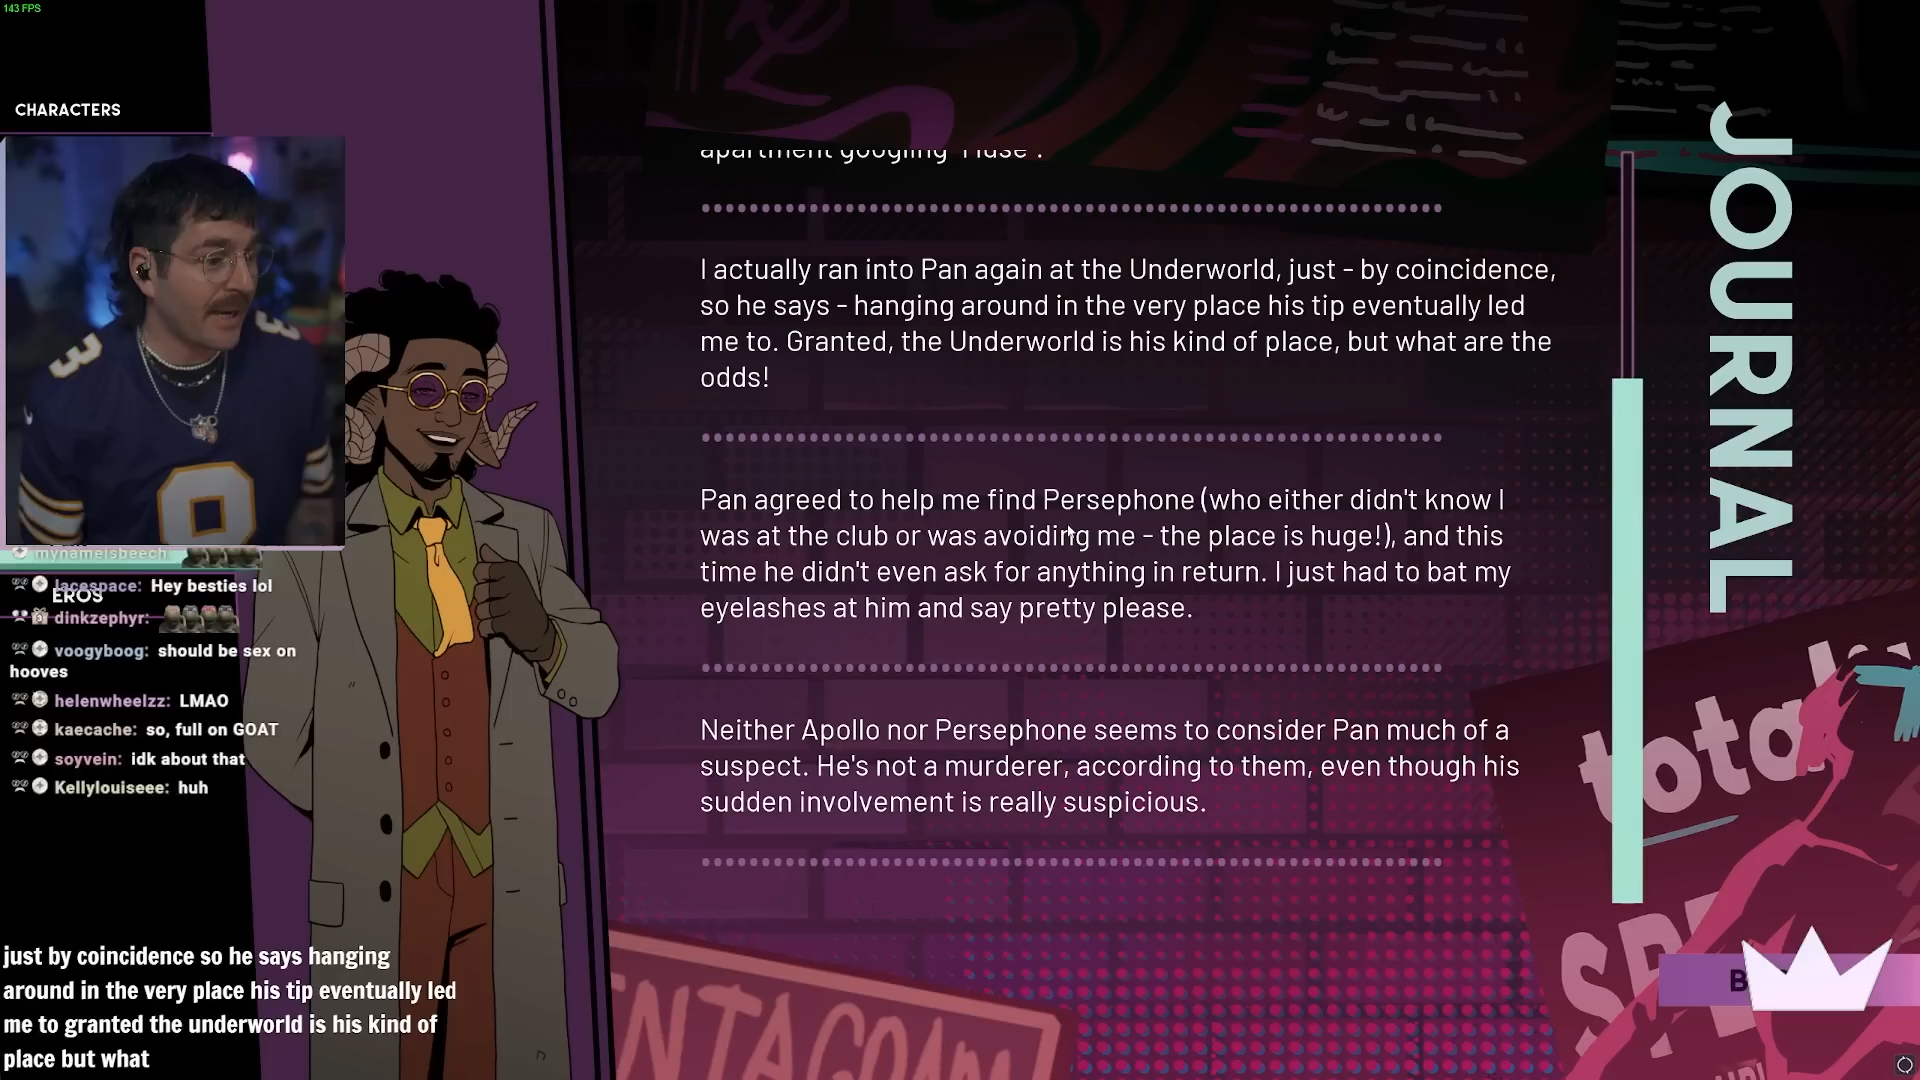 143 FPS
CHARACTERS
JOURNAL
I actually ran into Pan again at the Underworld, just - by coincidence,
so he says - hanging around in the very place his tip eventually led
me to. Granted, the Underworld is his kind of place, but what are the
odds!
Pan agreed to help me find Persephone (who either didn't know I
was at the club or was avoiding me - the place is huge!), and this
time he didn't even ask for anything in return. I just had to bat my
eyelashes at him and say pretty please.
Neither Apollo nor Persephone seems to consider Pan much of a
suspect. He's not a murderer, according to them, even though his
sudden involvement is really suspicious.
mynameisbeech
lacespace: Hey besties lol
EROS
dinkzephyr:
voogyboog: should be sex on
hooves
helenwheelzz: LMAO
kaecache: so, full on GOAT
soyvein: idk about that
Kellylouiseee: huh
just by coincidence so he says hanging
around in the very place his tip eventually led
me to granted the underworld is his kind of
place but what